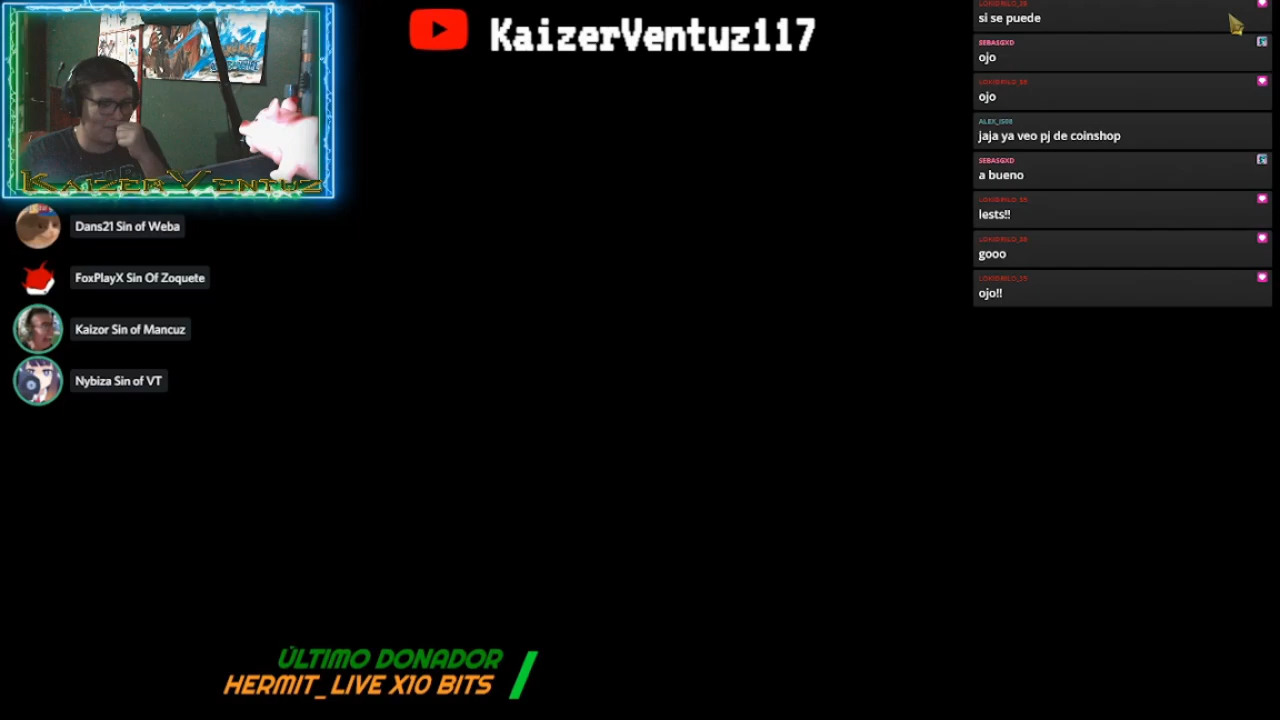 KaizerVentuz117
KaizerVentuz
Dans21 Sin of Weba
FoxPlayX Sin Of Zoquete
Kaizor Sin of Mancuz
Nybiza Sin of VT
si se puede
SEBASGXD
ojo
ojo
ALEX_IS08
jaja ya veo pj de coinshop
SEBASGXD
a bueno
lests!!
gooo
ojo!!
ÚLTIMO DONADOR
HERMIT_LIVE X10 BITS